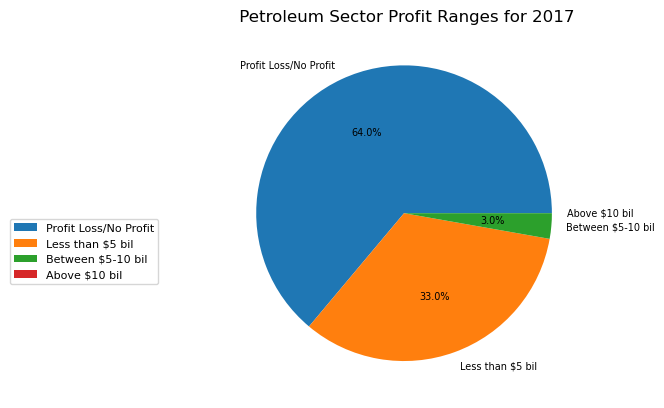 Petroleum Sector Profit Ranges for 2017
Profit Loss/No Profit
64.0%
Above $10 bil
3.0%
Between $5-10 bil
33.0%
Less than $5 bil
Profit Loss/No Profit
Less than $5 bil
Between $5-10 bil
Above $10 bil